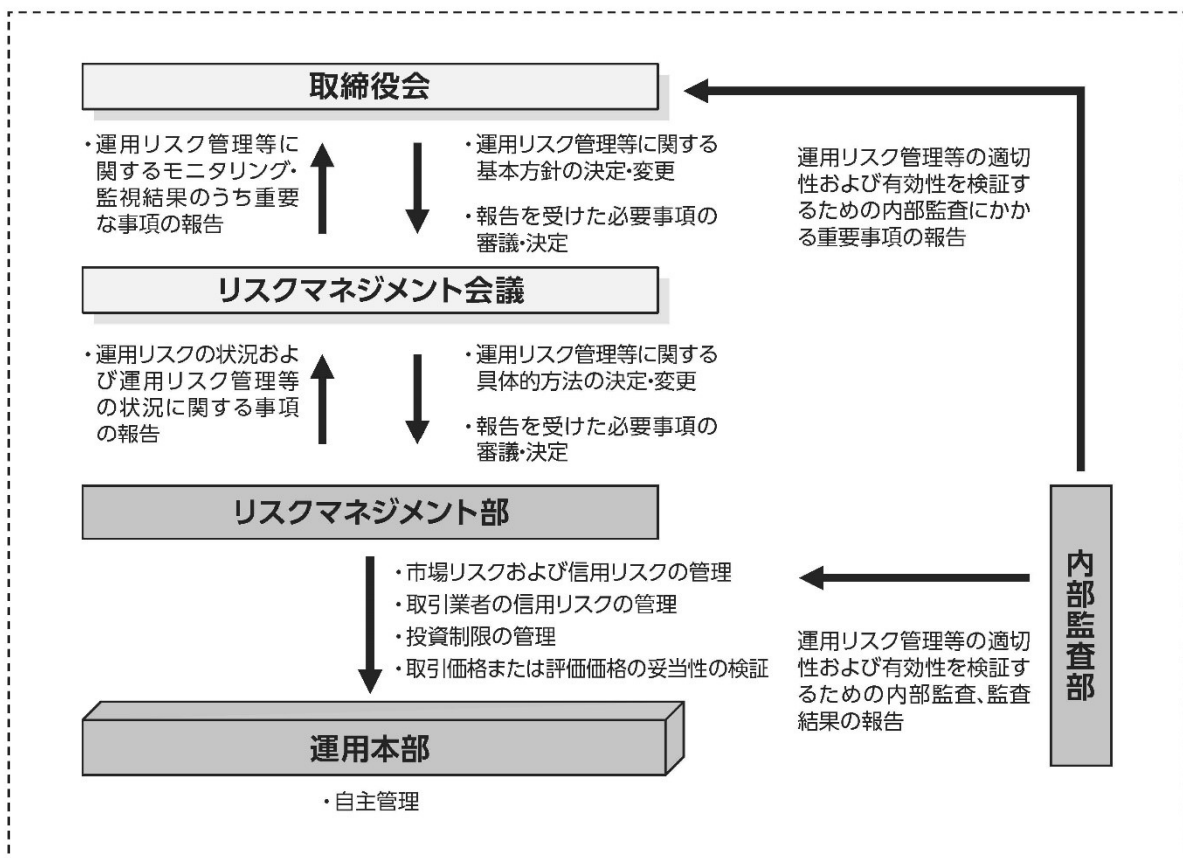 取締役会
・運用リスク管理等に
関するモニタリング・
監視結果のうち重要
な事項の報告
・運用リスク管理等に関する
基本方針の決定・変更
・報告を受けた必要事項の
審議・決定
運用リスク管理等の適切
性および有効性を検証す
るための内部監査にかか
る重要事項の報告
リスクマネジメント会議
・運用リスクの状況およ
び運用リスク管理等
の状況に関する事項
の報告
・運用リスク管理等に関する
具体的方法の決定・変更
・報告を受けた必要事項の
審議・決定
リスクマネジメント部
・市場リスクおよび信用リスクの管理
・取引業者の信用リスクの管理
・投資制限の管理
・取引価格または評価価格の妥当性の検証
運用リスク管理等の適切
性および有効性を検証す
るための内部監査、監査
結果の報告
内部監査部
運用本部
・自主管理